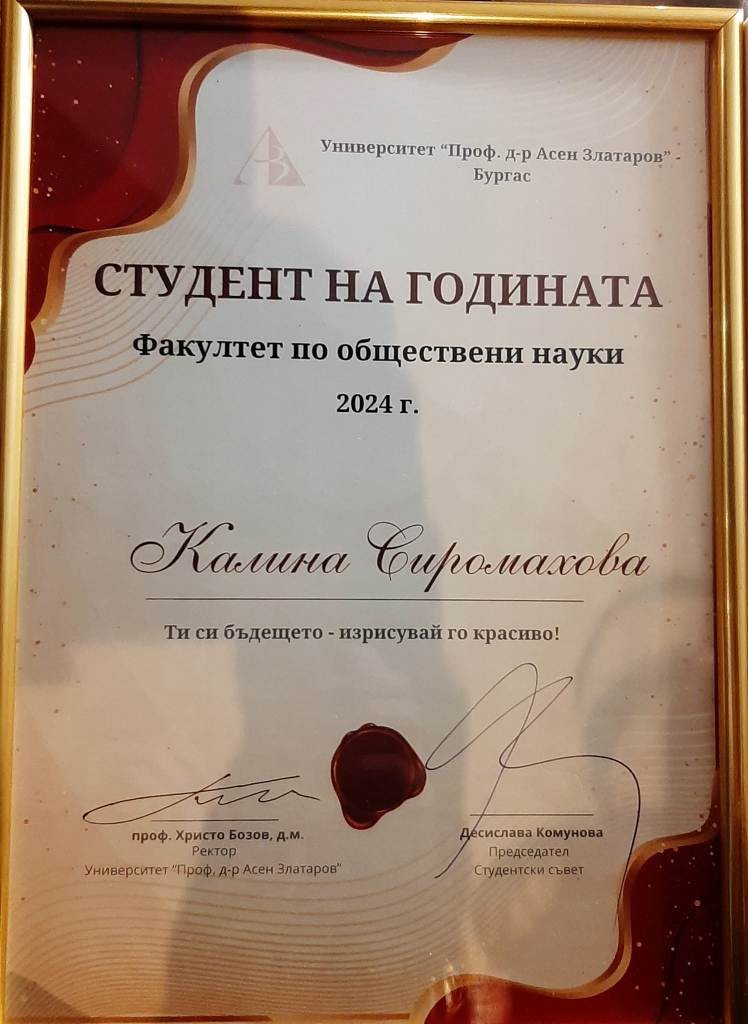 Университет “Проф. д-р Асен Златаров” -
Бургас
СТУДЕНТ НА ГОДИНАТА
Факултет по обществени науки
2024 г.
Калина Сиромахова
Ти си бъдещето - изрисувай го красиво!
проф. Христо Бозов, д.м.
Ректор
Университет “Проф. д-р Асен Златаров”
Десислава Комунова
Председател
Студентски съвет